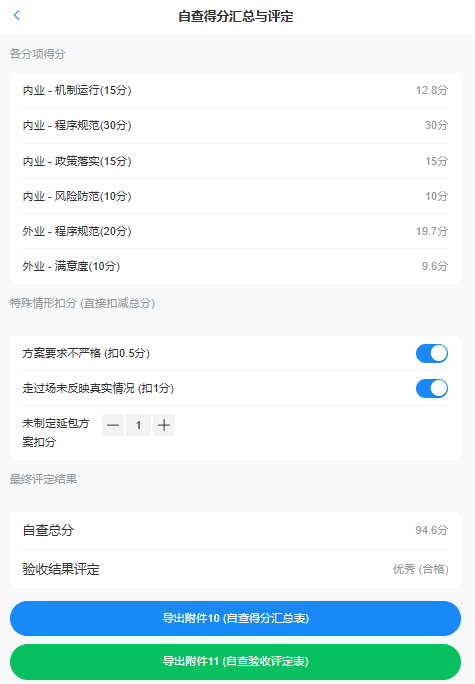 自查得分汇总与评定
各分项得分
内业 - 机制运行(15分) 12.8分
内业 - 程序规范(30分) 30分
内业 - 政策落实(15分) 15分
内业 - 风险防范(10分) 10分
外业 - 程序规范(20分) 19.7分
外业 - 满意度(10分) 9.6分
特殊情形扣分 (直接扣减总分)
方案要求不严格 (扣0.5分)
走过场未反映真实情况 (扣1分)
未制定延包方
案扣分
1
最终评定结果
自查总分 94.6分
验收结果评定 优秀 (合格)
导出附件10 (自查得分汇总表)
导出附件11 (自查验收评定表)